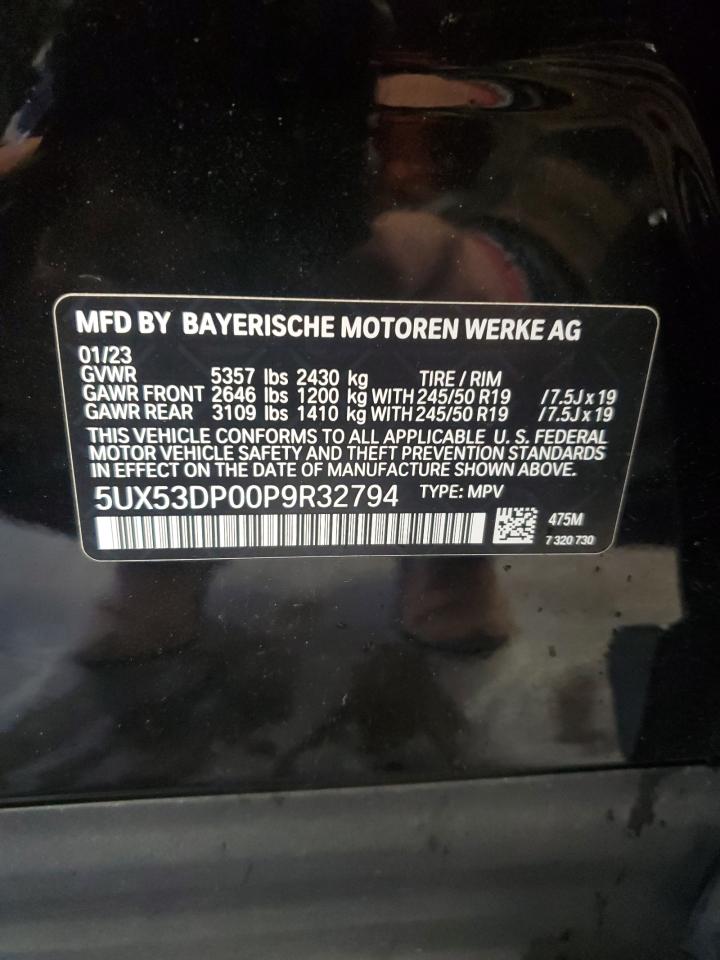 MFD BY BAYERISCHE MOTOREN WERKE AG
01/23
GVWR 5357 lbs 2430 kg TIRE / RIM
GAWR FRONT 2646 lbs 1200 kg WITH 245/50 R19 /7.5J x 19
GAWR REAR 3109 lbs 1410 kg WITH 245/50 R19 /7.5J x 19
THIS VEHICLE CONFORMS TO ALL APPLICABLE U. S. FEDERAL
MOTOR VEHICLE SAFETY AND THEFT PREVENTION STANDARDS
IN EFFECT ON THE DATE OF MANUFACTURE SHOWN ABOVE.
5UX53DP00P9R32794 TYPE: MPV
475M
7 320 730